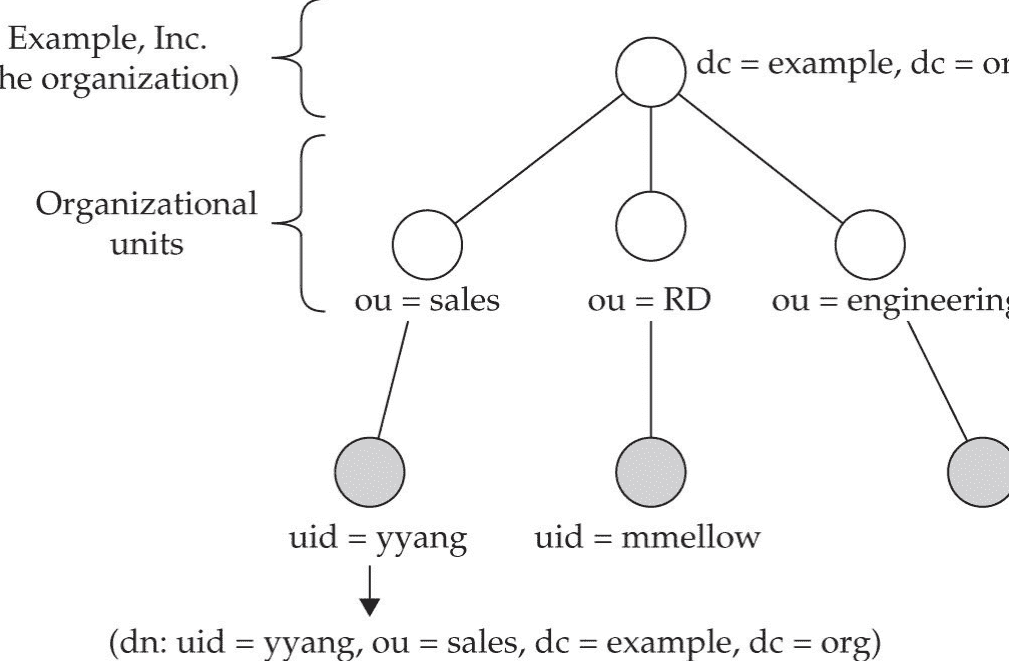 Example, Inc.
he organization)
dc = example, dc = or
Organizational
units
ou = sales
ou = RD
ou = engineering
uid = yyang
uid = mmellow
(dn: uid = yyang, ou = sales, dc = example, dc = org)